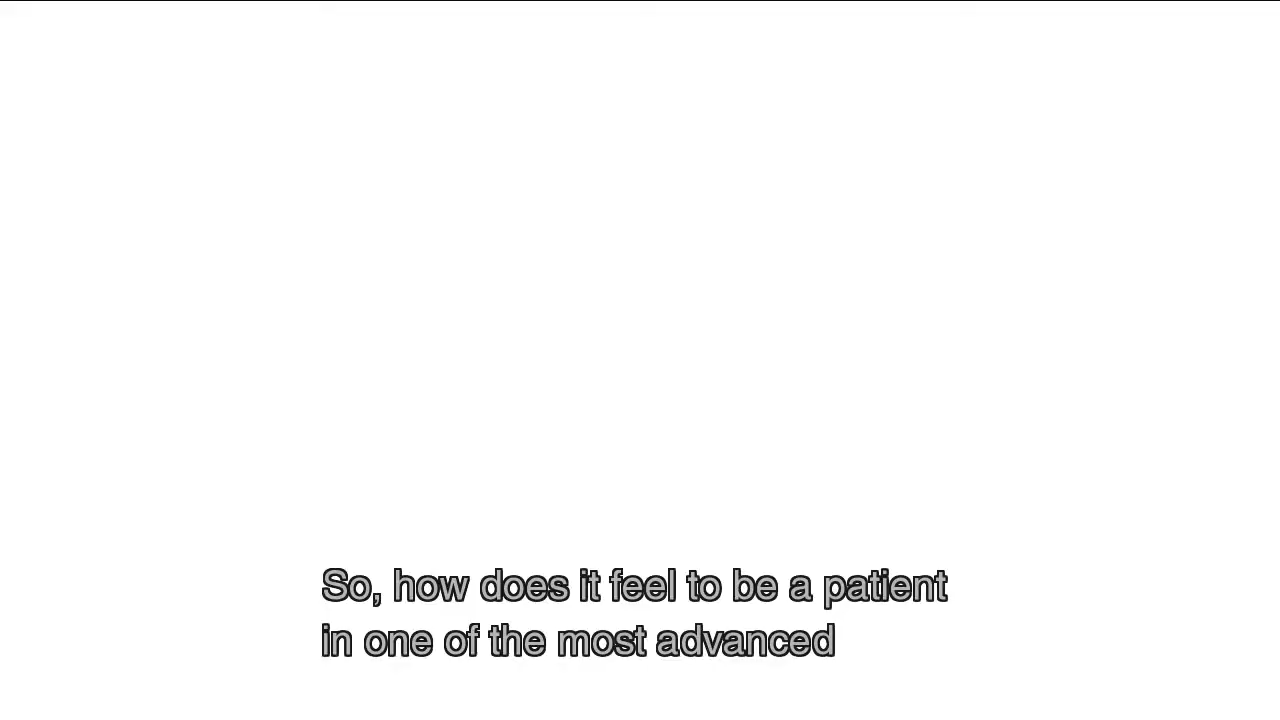 So, how does it feel to be a patient
in one of the most advanced